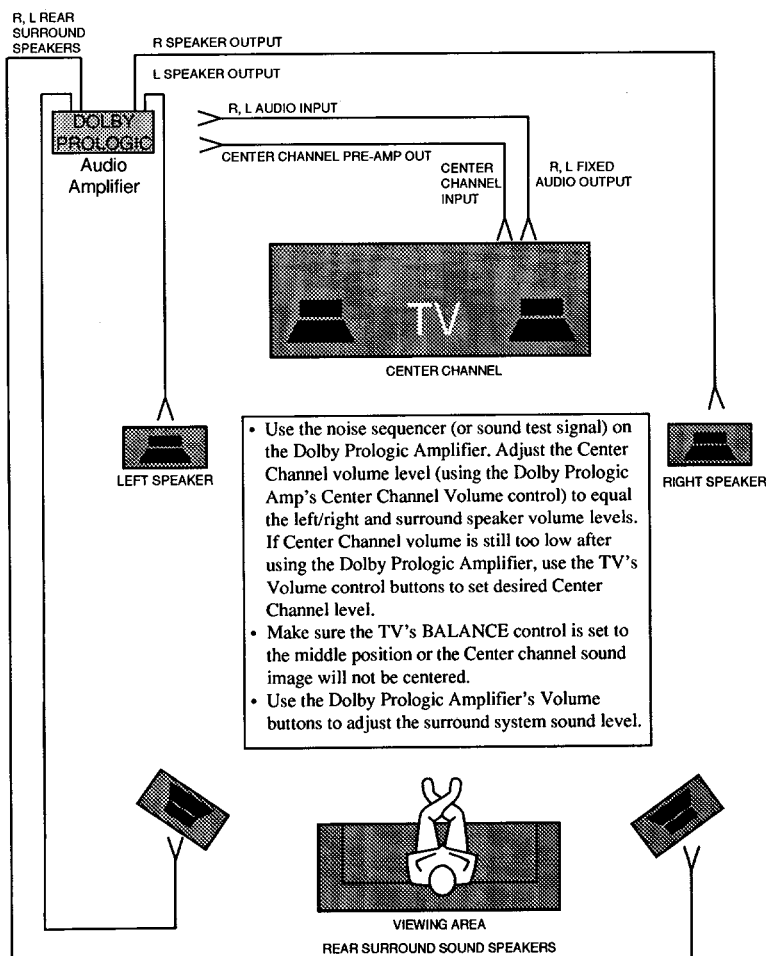 R, L REAR
SURROUND
SPEAKERS
R SPEAKER OUTPUT
L SPEAKER OUTPUT
R, L AUDIO INPUT
DOLBY
PROLOGIC
Audio
Amplifier
CENTER CHANNEL PRE-AMP OUT
CENTER
CHANNEL
INPUT
R, L FIXED
AUDIO OUTPUT
TV
CENTER CHANNEL
LEFT SPEAKER
RIGHT SPEAKER
• Use the noise sequencer (or sound test signal) on
the Dolby Prologic Amplifier. Adjust the Center
Channel volume level (using the Dolby Prologic
Amp's Center Channel Volume control) to equal
the left/right and surround speaker volume levels.
If Center Channel volume is still too low after
using the Dolby Prologic Amplifier, use the TV's
Volume control buttons to set desired Center
Channel level.
• Make sure the TV's BALANCE control is set to
the middle position or the Center channel sound
image will not be centered.
• Use the Dolby Prologic Amplifier's Volume
buttons to adjust the surround system sound level.
VIEWING AREA
REAR SURROUND SOUND SPEAKERS